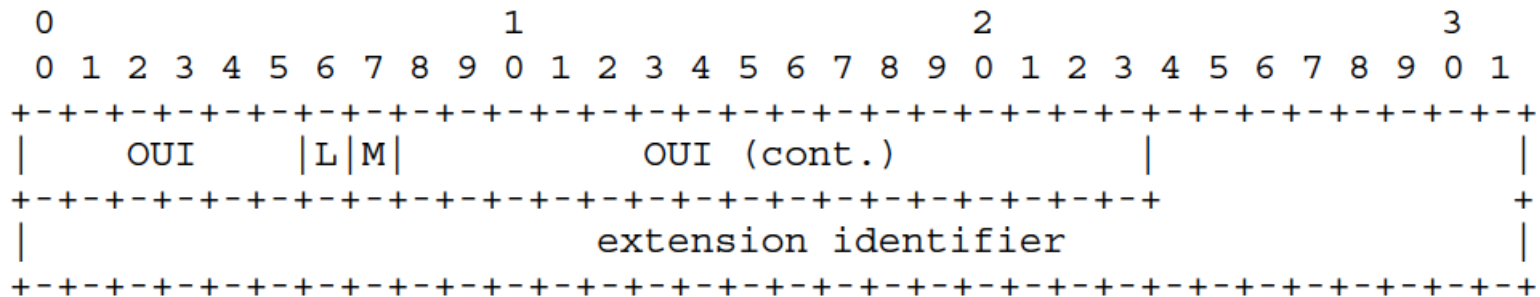 0                   1                   2                   3
 0 1 2 3 4 5 6 7 8 9 0 1 2 3 4 5 6 7 8 9 0 1 2 3 4 5 6 7 8 9 0 1
+-+-+-+-+-+-+-+-+-+-+-+-+-+-+-+-+-+-+-+-+-+-+-+-+-+-+-+-+-+-+-+-+
|    OUI    |L|M|          OUI (cont.)          |               |
+-+-+-+-+-+-+-+-+-+-+-+-+-+-+-+-+-+-+-+-+-+-+-+-+               +
|                        extension identifier                   |
+-+-+-+-+-+-+-+-+-+-+-+-+-+-+-+-+-+-+-+-+-+-+-+-+-+-+-+-+-+-+-+-+